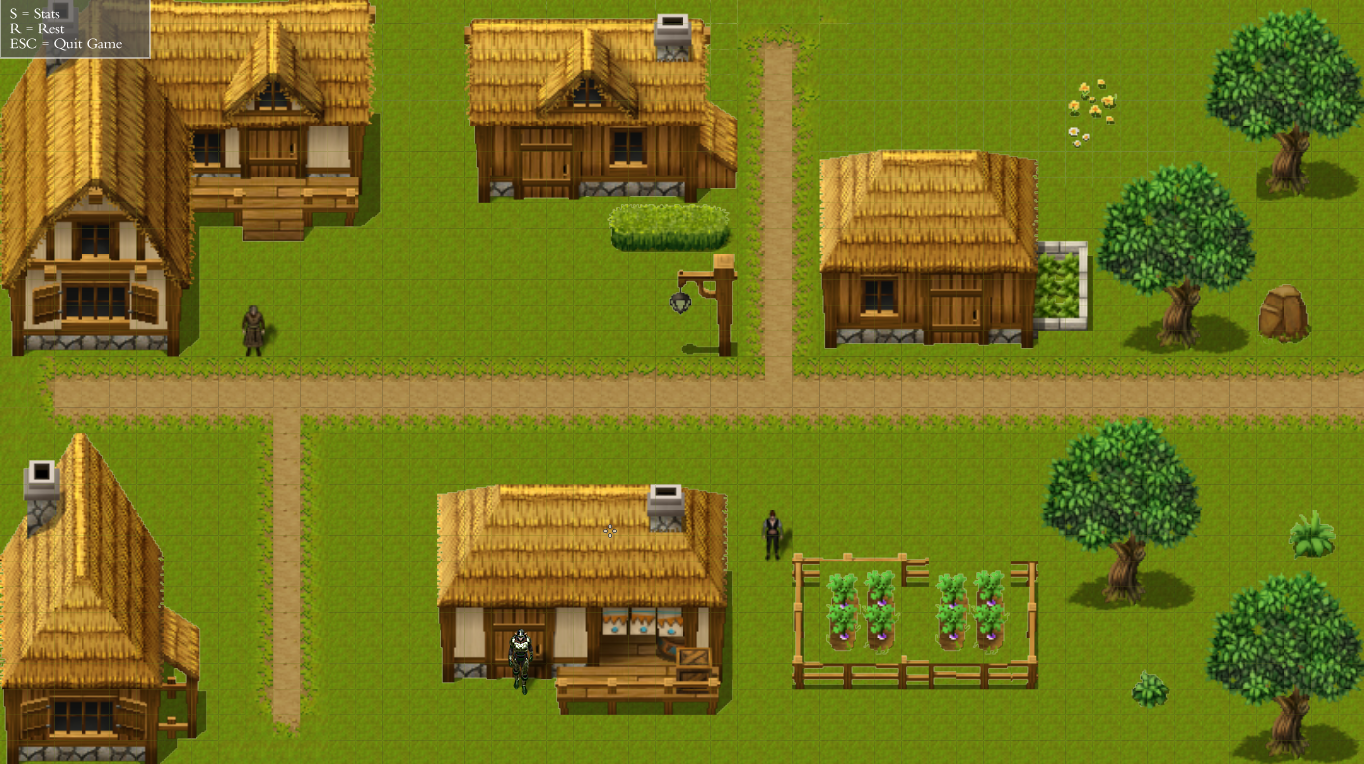 S = Stats
R = Rest
ESC = Quit Game